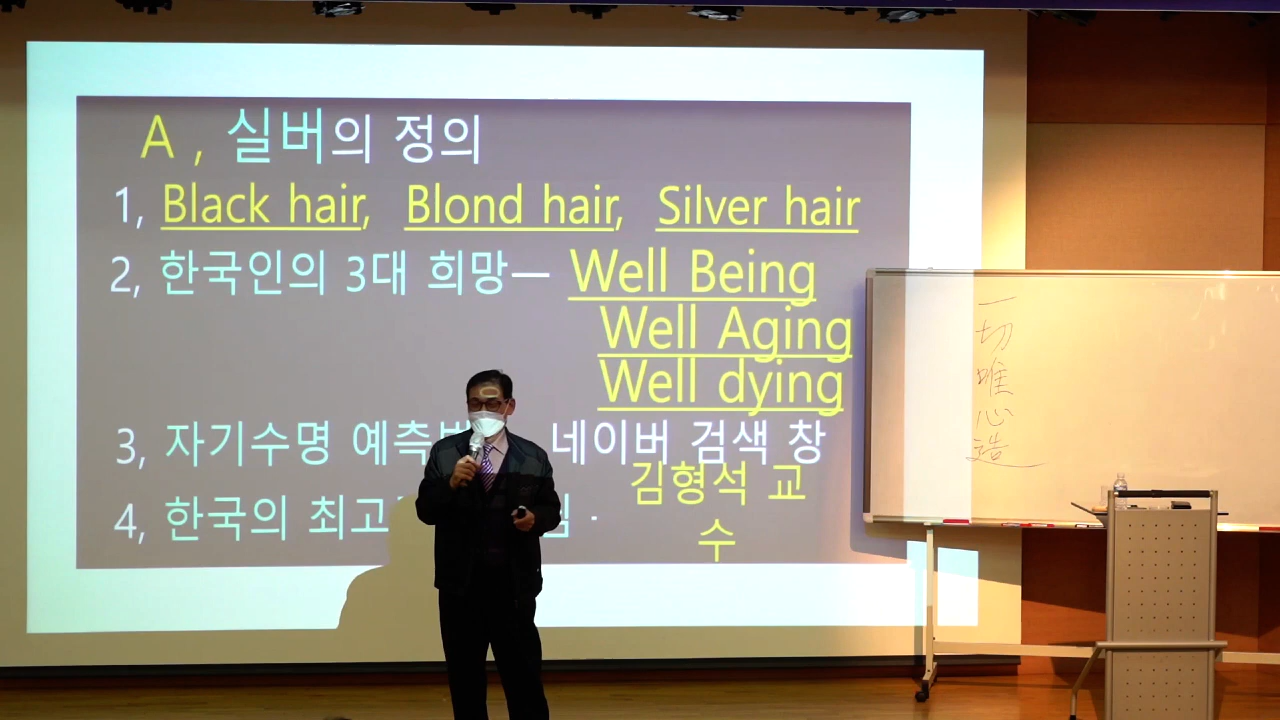 A , 실버의 정의
1, Black hair, Blond hair, Silver hair
2, 한국인의 3대 희망— Well Being
Well Aging
Well dying
3, 자기수명 예측 네이버 검색 창
김형석 교
4, 한국의 최고 .
수
一
切
唯
心
造